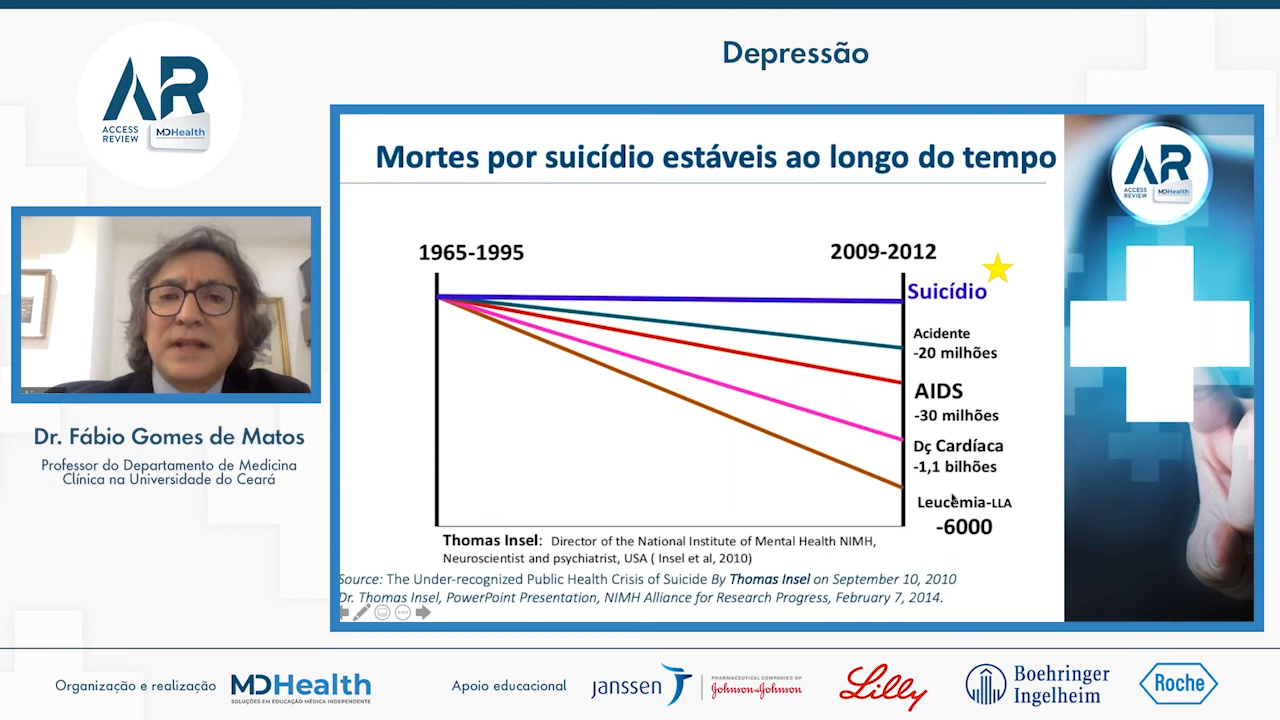 AR
ACCESS
REVIEW
MDHealth
Depressão
Mortes por suicídio estáveis ao longo do tempo
AR
ACCESS
REVIEW
MDHealth
1965-1995
2009-2012
Suicídio
Acidente
-20 milhões
AIDS
-30 milhões
Dç Cardíaca
-1,1 bilhões
Leucemia-LLA
-6000
Thomas Insel: Director of the National Institute of Mental Health NIMH,
Neuroscientist and psychiatrist, USA ( Insel et al, 2010)
Source: The Under-recognized Public Health Crisis of Suicide By Thomas Insel on September 10, 2010
Dr. Thomas Insel, PowerPoint Presentation, NIMH Alliance for Research Progress, February 7, 2014.
Dr. Fábio Gomes de Matos
Professor do Departamento de Medicina
Clínica na Universidade do Ceará
Organização e realização
MDHealth
SOLUÇÕES EM EDUCAÇÃO MÉDICA INDEPENDENTE
Apoio educacional
janssen
PHARMACEUTICAL COMPANIES OF
Johnson & Johnson
Lilly
Boehringer
Ingelheim
Roche